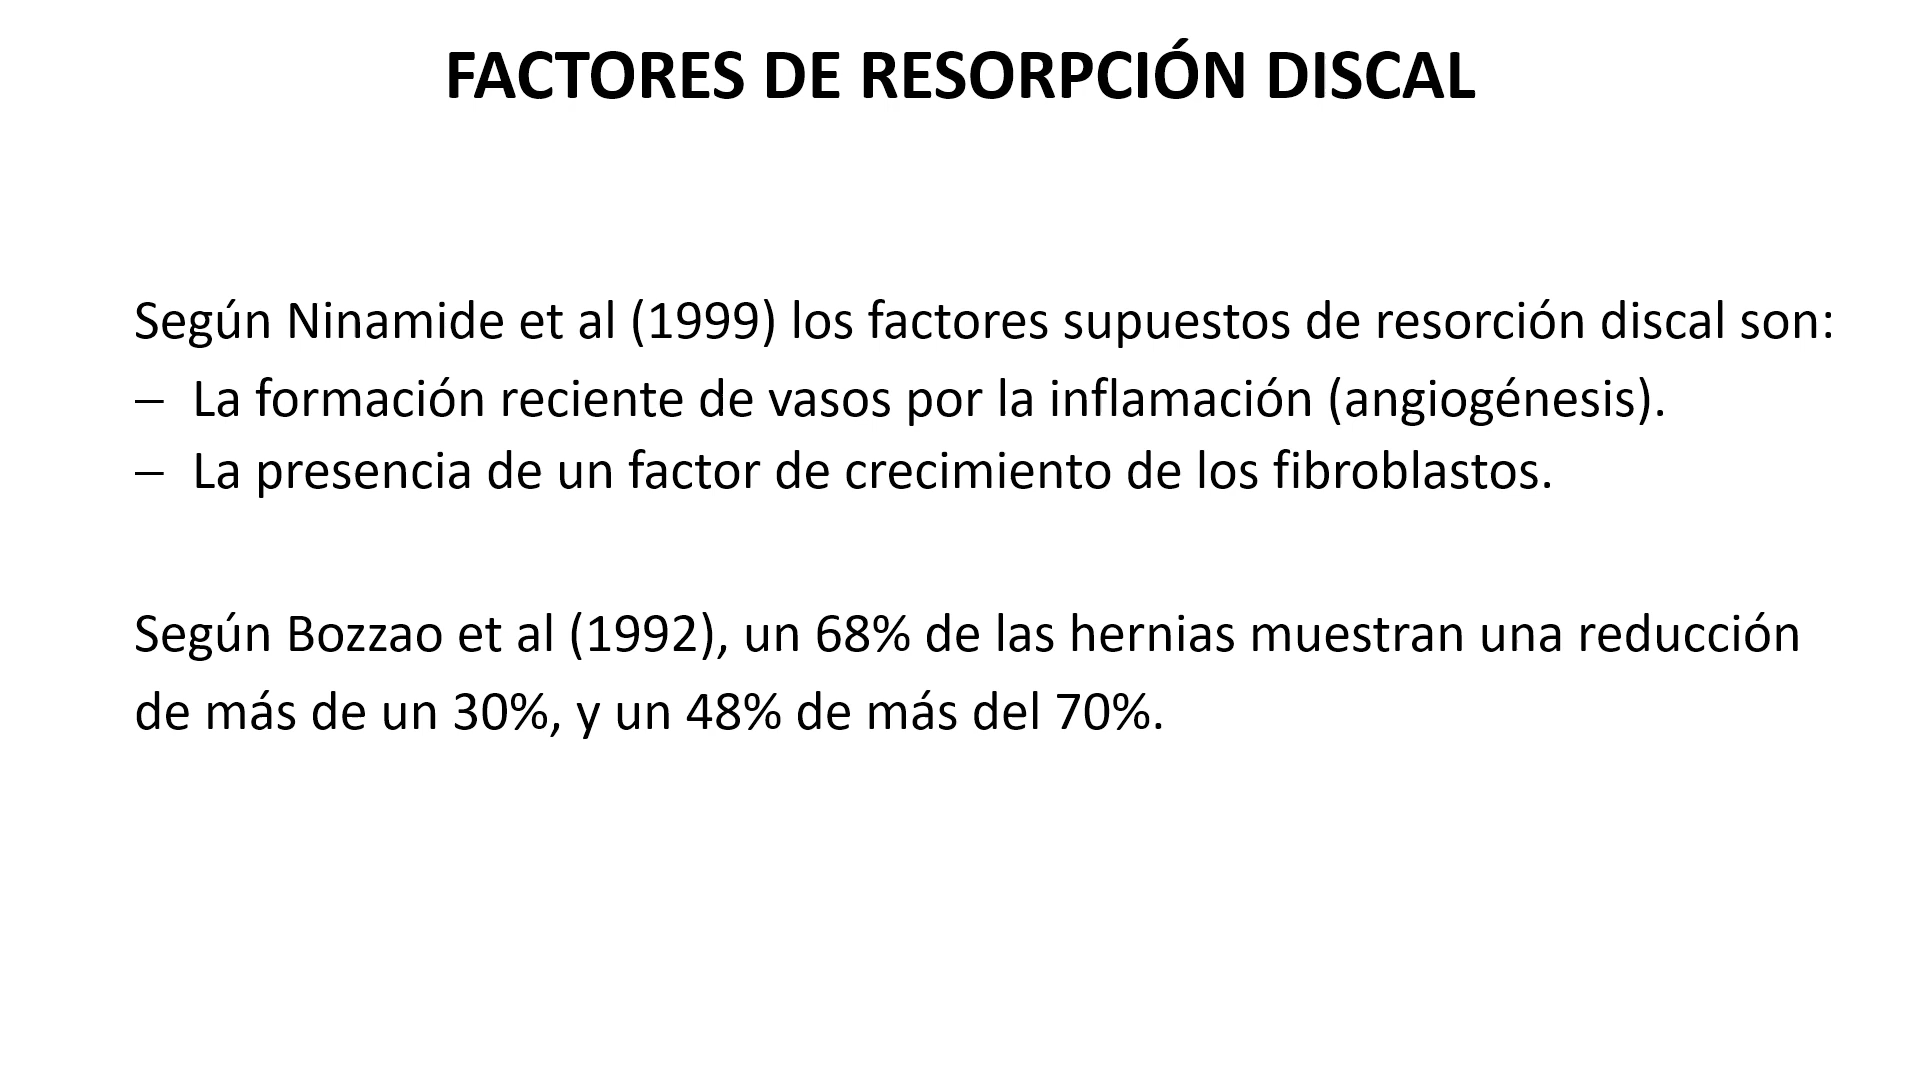 FACTORES DE RESORPCIÓN DISCAL
Según Ninamide et al (1999) los factores supuestos de resorción discal son:
– La formación reciente de vasos por la inflamación (angiogénesis).
– La presencia de un factor de crecimiento de los fibroblastos.
Según Bozzao et al (1992), un 68% de las hernias muestran una reducción
de más de un 30%, y un 48% de más del 70%.